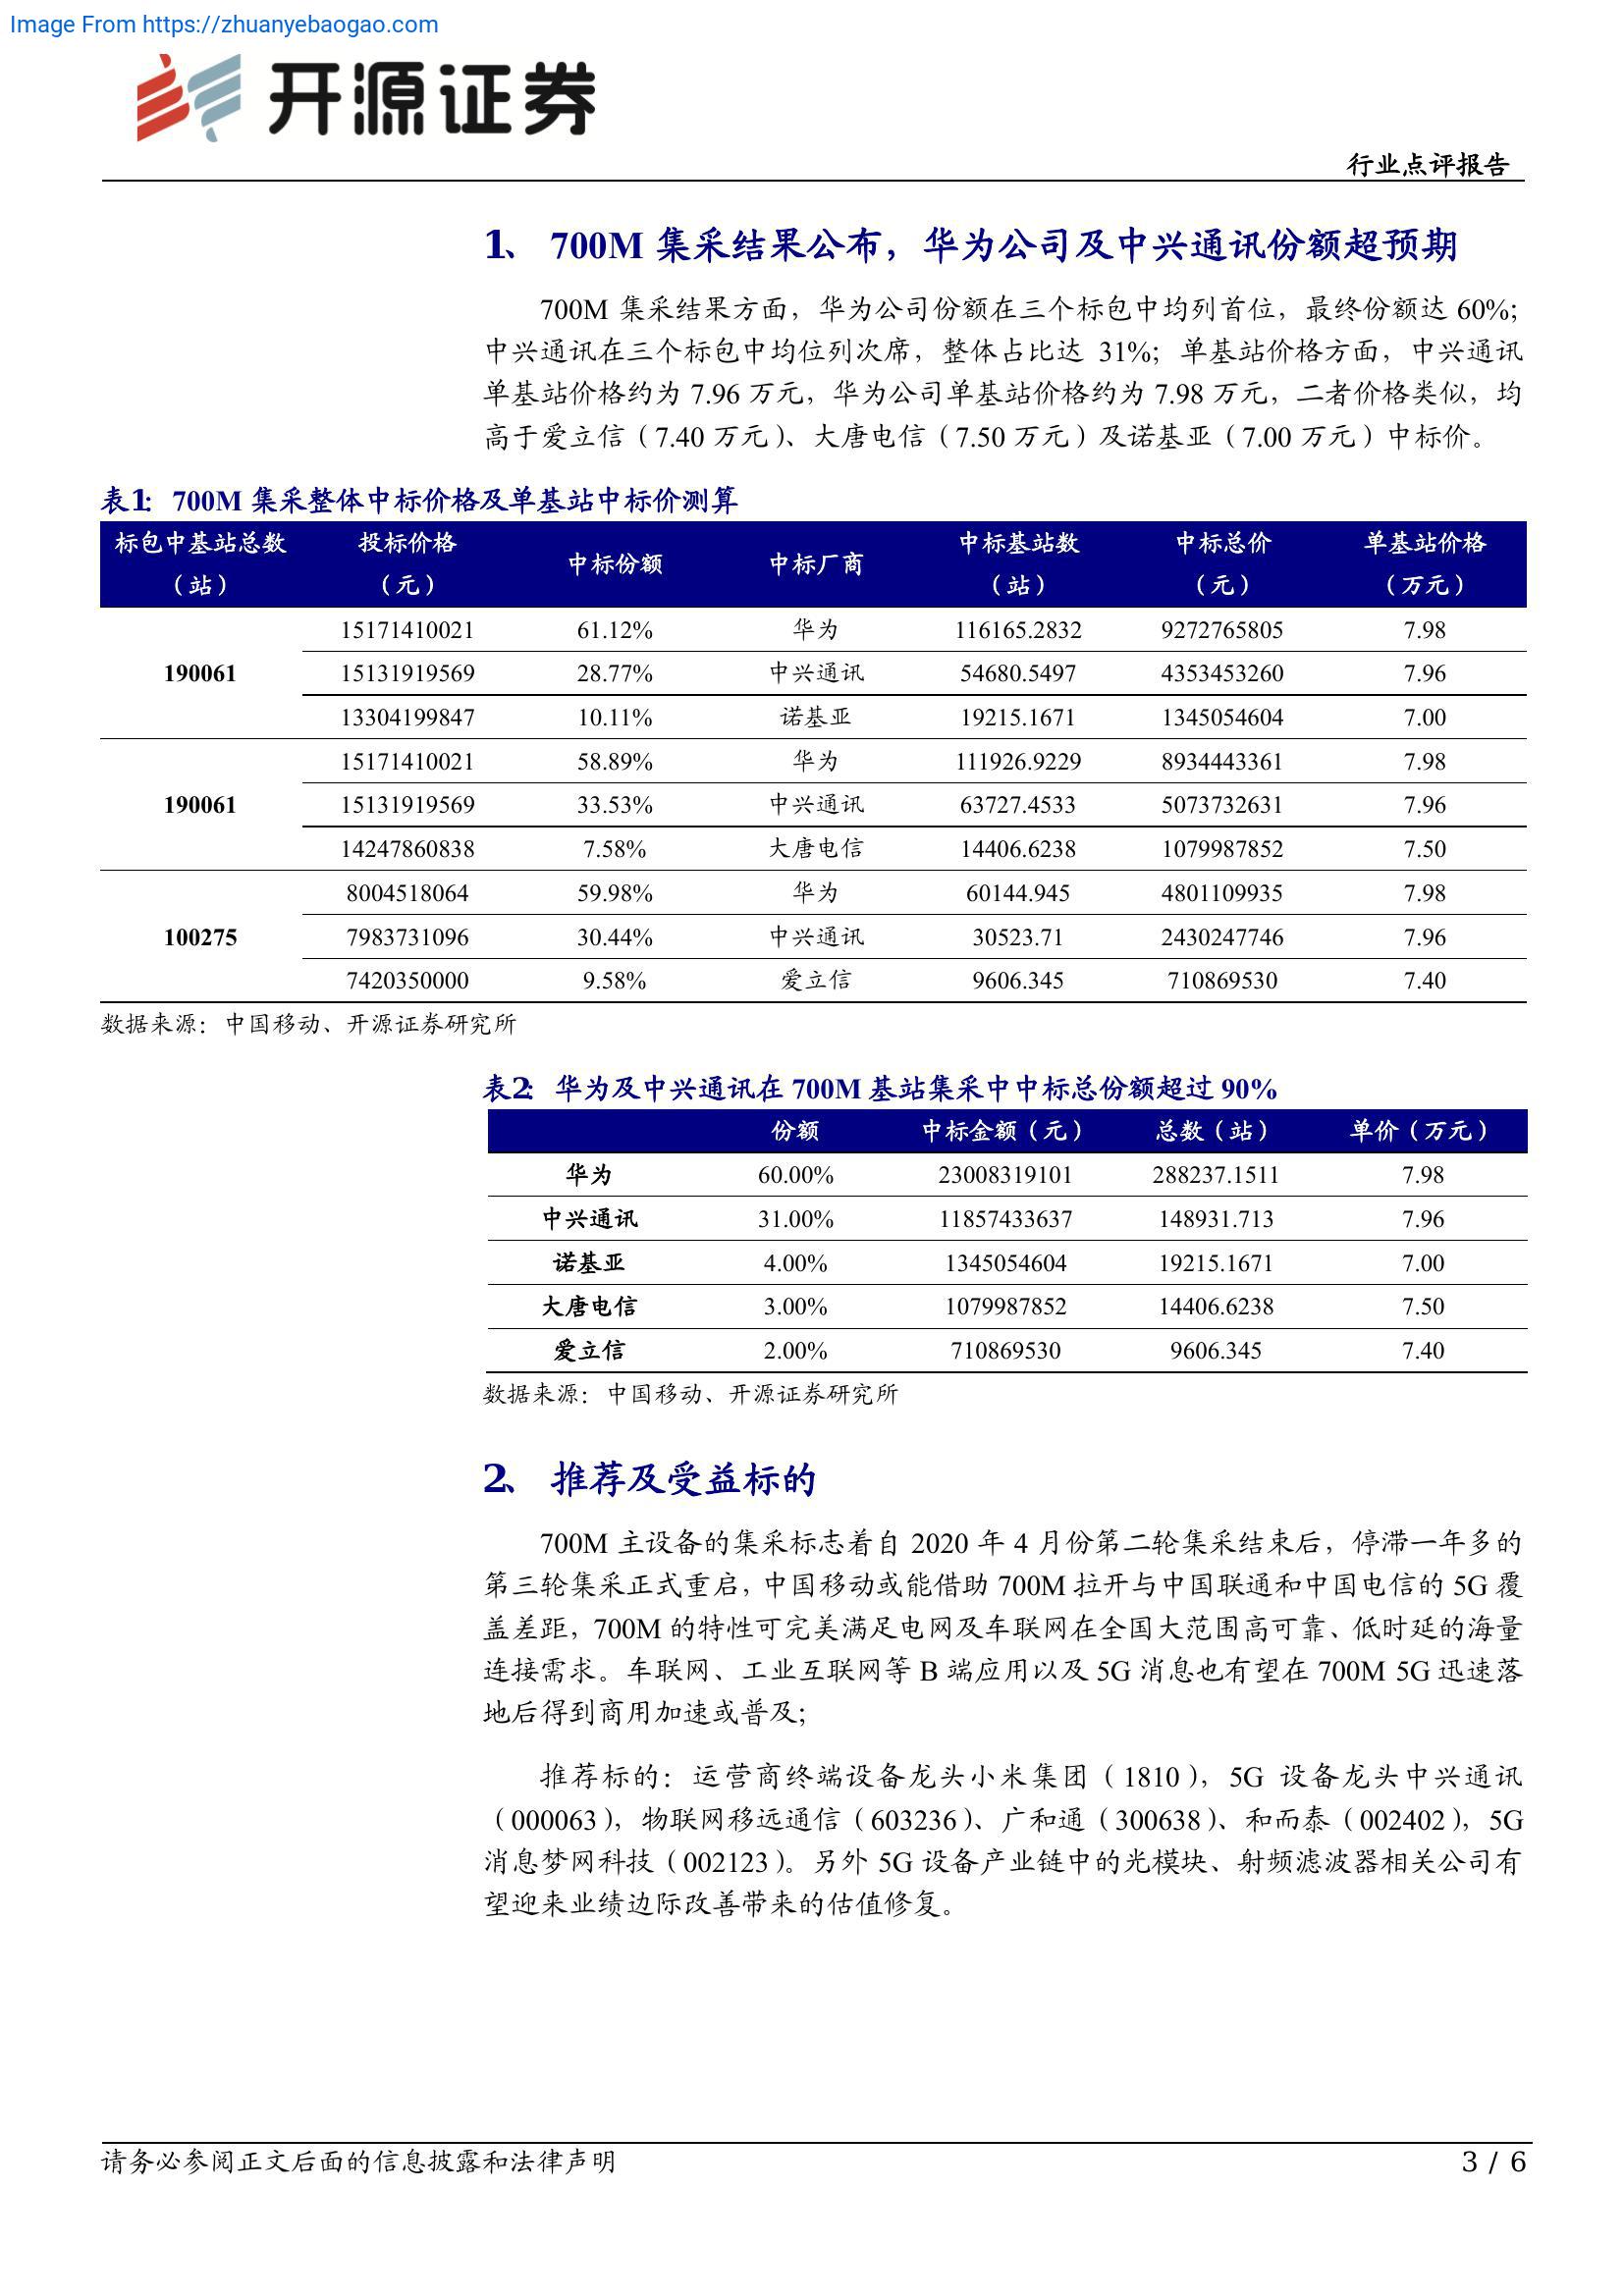 Image From https://zhuanyebaogao.com
开源证券
行业点评报告
1、 700M 集采结果公布，华为公司及中兴通讯份额超预期
700M 集采结果方面，华为公司份额在三个标包中均列首位，最终份额达 60%；
中兴通讯在三个标包中均位列次席，整体占比达 31%；单基站价格方面，中兴通讯
单基站价格约为 7.96 万元，华为公司单基站价格约为 7.98 万元，二者价格类似，均
高于爱立信（7.40 万元）、大唐电信（7.50 万元）及诺基亚（7.00 万元）中标价。
表1： 700M 集采整体中标价格及单基站中标价测算
标包中基站总数（站） 投标价格（元） 中标份额 中标厂商 中标基站数（站） 中标总价（元） 单基站价格（万元）
190061 15171410021 61.12% 华为 116165.2832 9272765805 7.98
15131919569 28.77% 中兴通讯 54680.5497 4353453260 7.96
13304199847 10.11% 诺基亚 19215.1671 1345054604 7.00
190061 15171410021 58.89% 华为 111926.9229 8934443361 7.98
15131919569 33.53% 中兴通讯 63727.4533 5073732631 7.96
14247860838 7.58% 大唐电信 14406.6238 1079987852 7.50
100275 8004518064 59.98% 华为 60144.945 4801109935 7.98
7983731096 30.44% 中兴通讯 30523.71 2430247746 7.96
7420350000 9.58% 爱立信 9606.345 710869530 7.40
数据来源：中国移动、开源证券研究所
表2： 华为及中兴通讯在 700M 基站集采中中标总份额超过 90%
份额 中标金额（元） 总数（站） 单价（万元）
华为 60.00% 23008319101 288237.1511 7.98
中兴通讯 31.00% 11857433637 148931.713 7.96
诺基亚 4.00% 1345054604 19215.1671 7.00
大唐电信 3.00% 1079987852 14406.6238 7.50
爱立信 2.00% 710869530 9606.345 7.40
数据来源：中国移动、开源证券研究所
2、 推荐及受益标的
700M 主设备的集采标志着自 2020 年 4 月份第二轮集采结束后，停滞一年多的
第三轮集采正式重启，中国移动或能借助 700M 拉开与中国联通和中国电信的 5G 覆
盖差距，700M 的特性可完美满足电网及车联网在全国大范围高可靠、低时延的海量
连接需求。车联网、工业互联网等 B 端应用以及 5G 消息也有望在 700M 5G 迅速落
地后得到商用加速或普及；
推荐标的：运营商终端设备龙头小米集团（1810），5G 设备龙头中兴通讯
（000063），物联网移远通信（603236）、广和通（300638）、和而泰（002402），5G
消息梦网科技（002123）。另外 5G 设备产业链中的光模块、射频滤波器相关公司有
望迎来业绩边际改善带来的估值修复。
请务必参阅正文后面的信息披露和法律声明
3 / 6